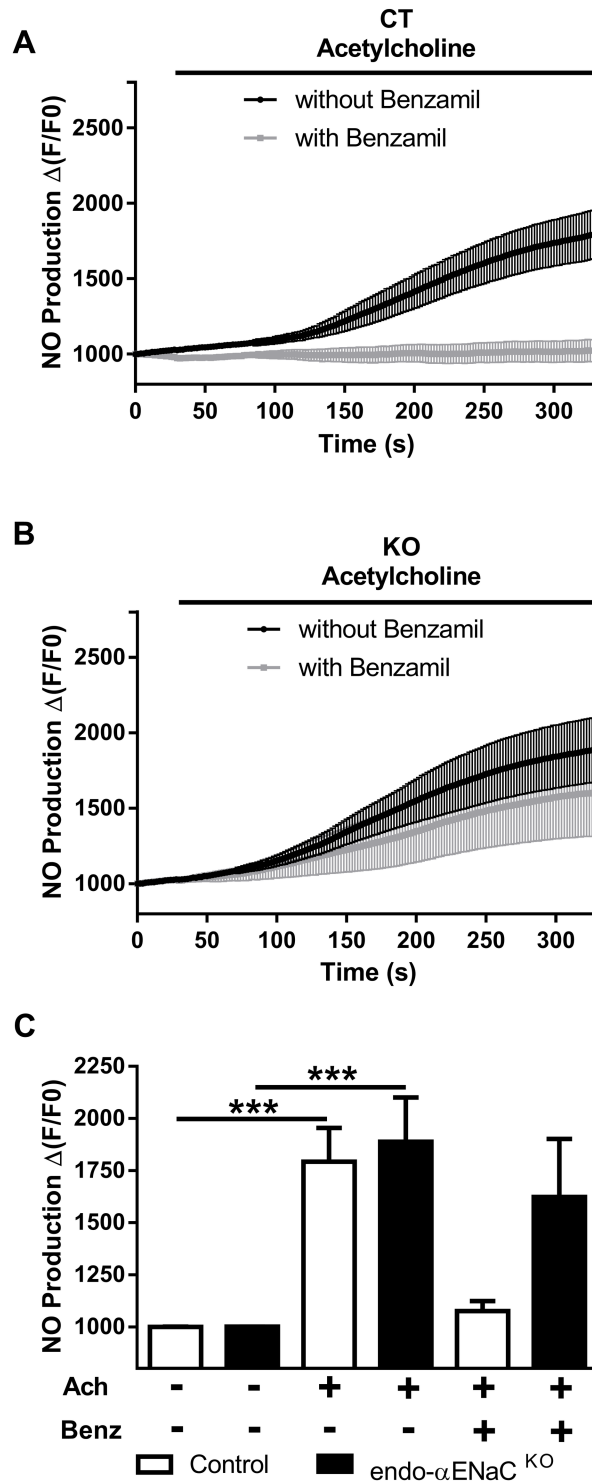 A
CT
Acetylcholine
without Benzamil
with Benzamil
NO Production Δ(F/F0)
2500
2000
1500
1000
0 50 100 150 200 250 300
Time (s)
B
KO
Acetylcholine
without Benzamil
with Benzamil
NO Production Δ(F/F0)
2500
2000
1500
1000
0 50 100 150 200 250 300
Time (s)
C
NO Production Δ(F/F0)
2250
2000
1750
1500
1250
1000
***
***
Ach - - + + + +
Benz - - - - + +
Control endo-αENaC KO